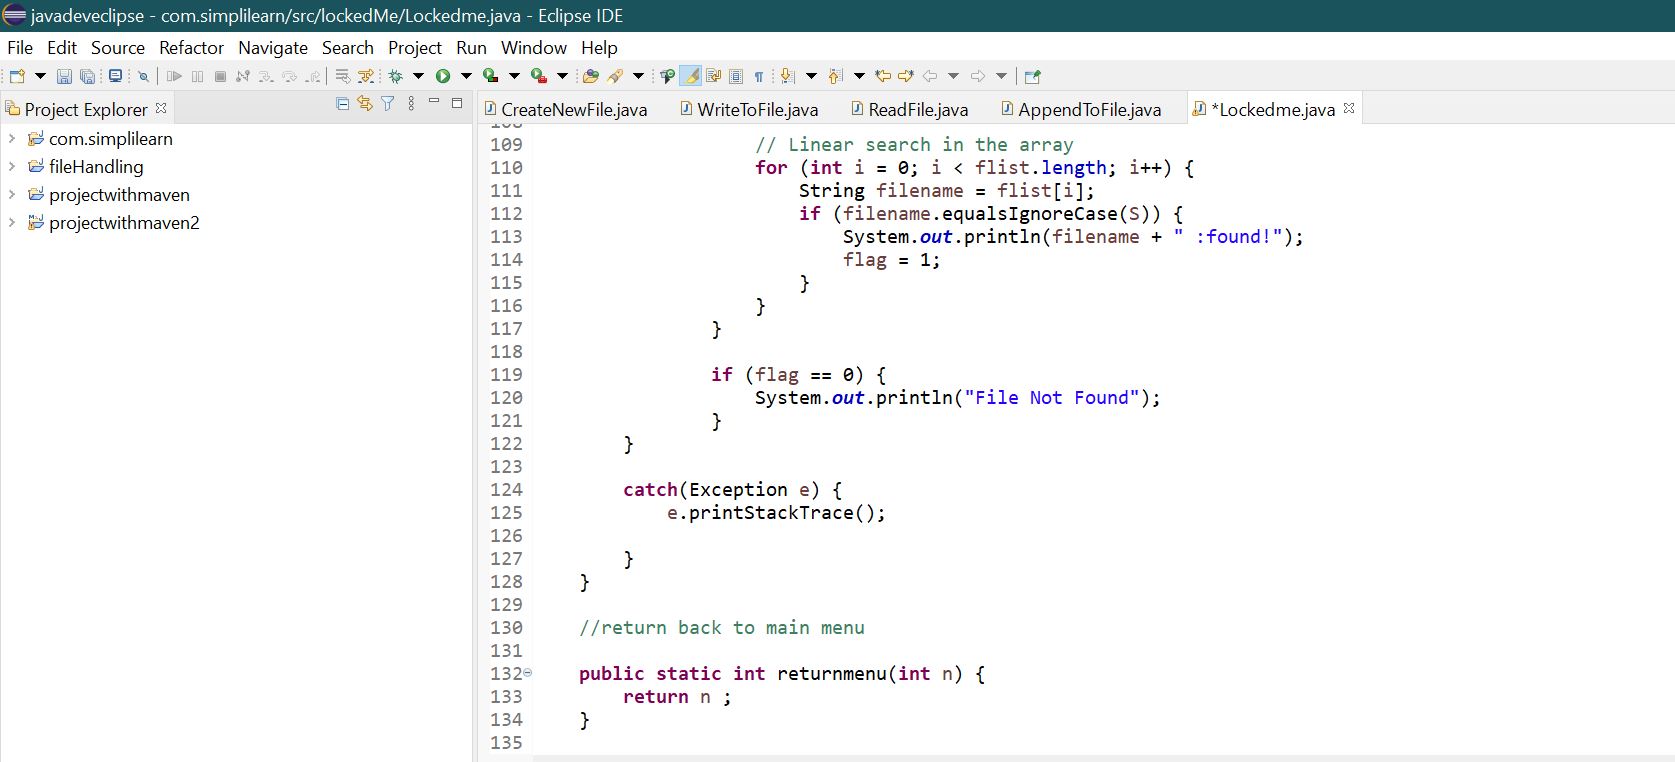 javadeveclipse - com.simplilearn/src/lockedMe/Lockedme.java - Eclipse IDE
File Edit Source Refactor Navigate Search Project Run Window Help
Project Explorer
com.simplilearn
fileHandling
projectwithmaven
projectwithmaven2
CreateNewFile.java WriteToFile.java ReadFile.java AppendToFile.java *Lockedme.java
108
109 // Linear search in the array
110 for (int i = 0; i < flist.length; i++) {
111 String filename = flist[i];
112 if (filename.equalsIgnoreCase(S)) {
113 System.out.println(filename + " :found!");
114 flag = 1;
115 }
116 }
117 }
118
119 if (flag == 0) {
120 System.out.println("File Not Found");
121 }
122 }
123
124 catch(Exception e) {
125 e.printStackTrace();
126
127 }
128 }
129
130 //return back to main menu
131
132 public static int returnmenu(int n) {
133 return n ;
134 }
135